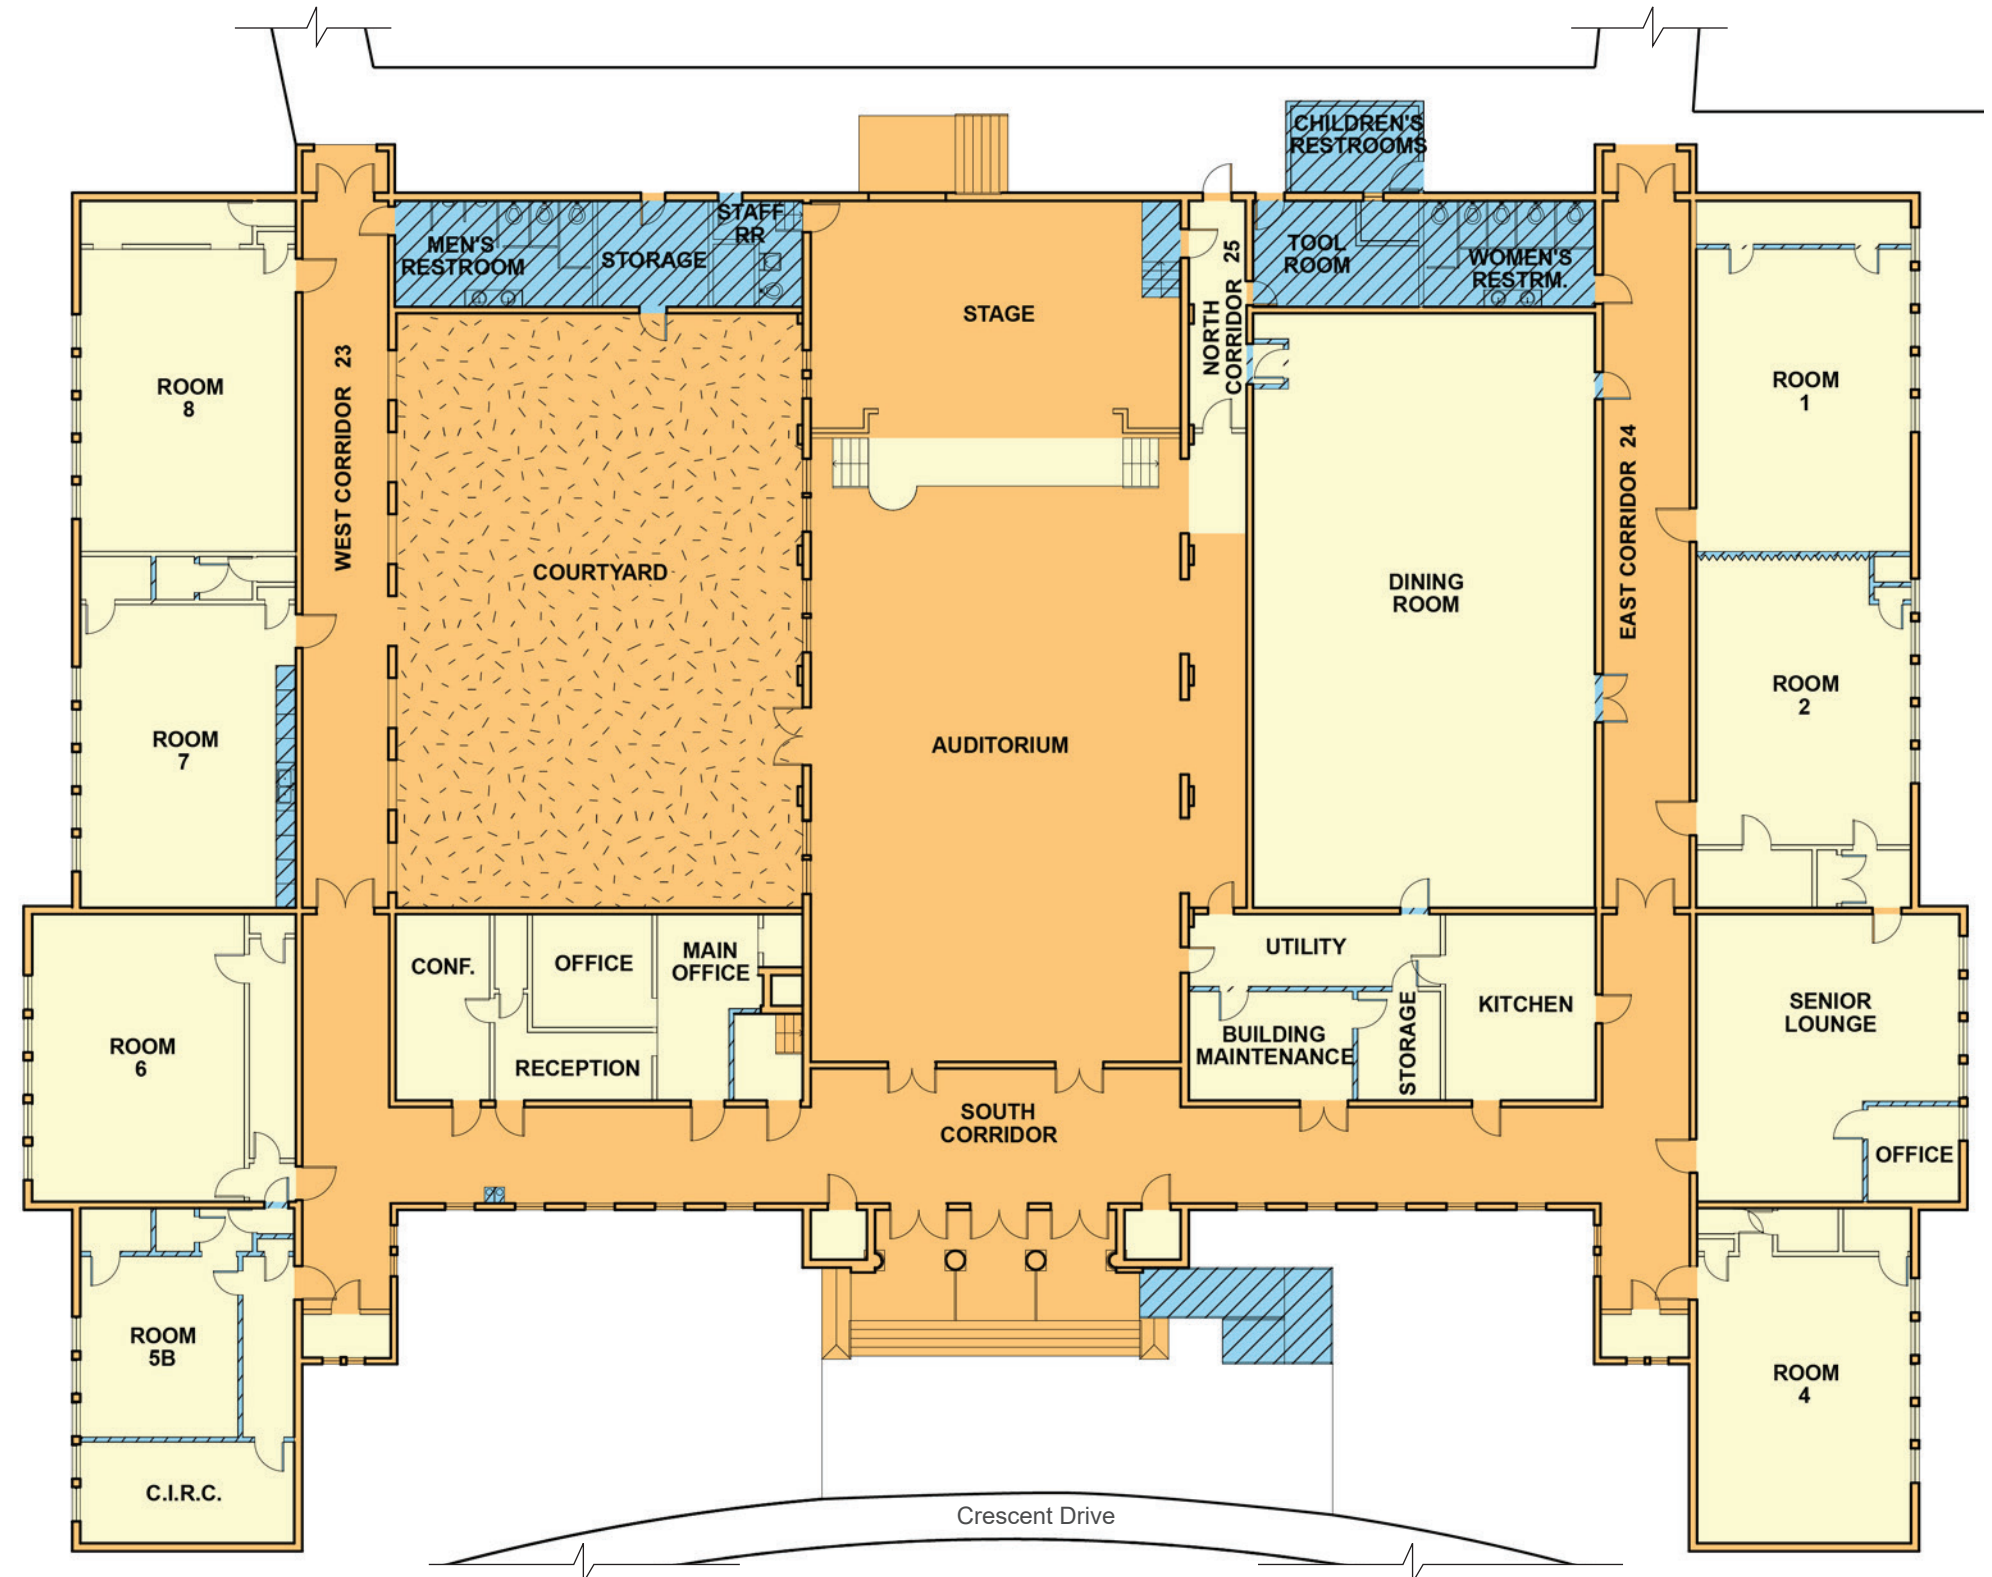 CHILDREN'S
RESTROOMS
MEN'S
RESTROOM
STORAGE
STAFF
RR
TOOL
ROOM
WOMEN'S
RESTRM.
NORTH
CORRIDOR 25
STAGE
ROOM
8
WEST CORRIDOR 23
COURTYARD
DINING
ROOM
EAST CORRIDOR 24
ROOM
1
ROOM
7
AUDITORIUM
ROOM
2
ROOM
6
CONF.
OFFICE
MAIN
OFFICE
RECEPTION
UTILITY
BUILDING
MAINTENANCE
STORAGE
KITCHEN
SENIOR
LOUNGE
OFFICE
SOUTH
CORRIDOR
ROOM
5B
C.I.R.C.
ROOM
4
Crescent Drive